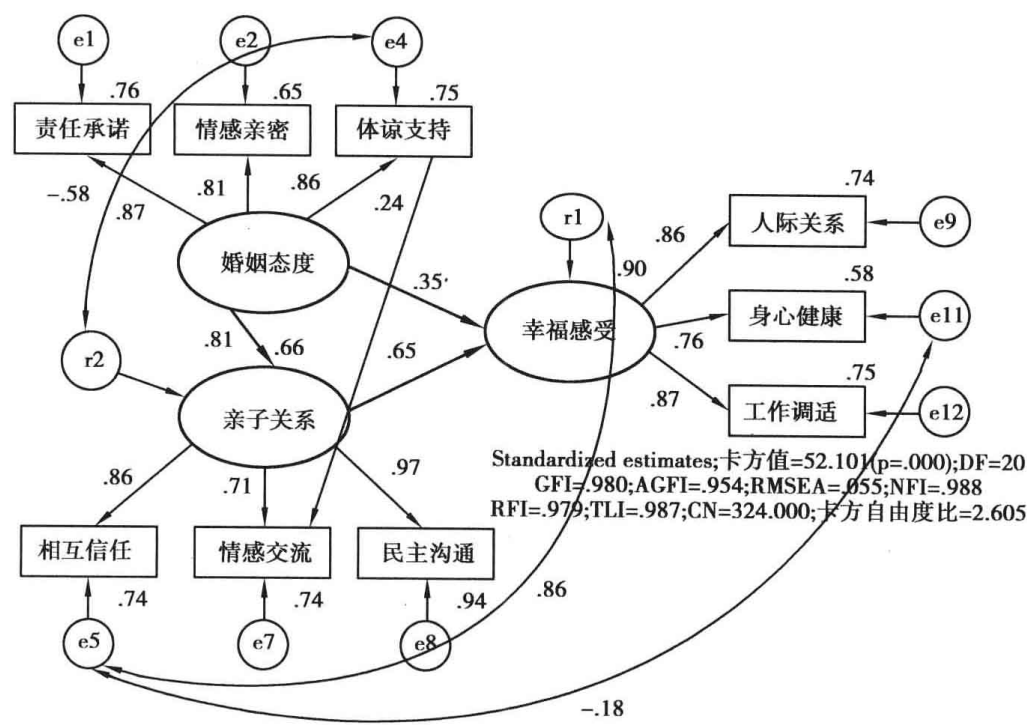 e1
e2
e4
.76
.65
.75
责任承诺
情感亲密
体谅支持
-.58
.87
.81
.86
.24
r1
.74
人际关系
e9
.86
.90
婚姻态度
.35
.58
身心健康
e11
幸福感受
.76
r2
.81
.66
.65
.75
.87
工作调适
e12
亲子关系
Standardized estimates;卡方值=52.101(p=.000);DF=20
GFI=.980;AGFI=.954;RMSEA=.055;NFI=.988
RFI=.979;TLI=.987;CN=324.000;卡方自由度比=2.605
.86
.71
.97
相互信任
情感交流
民主沟通
.86
.74
.74
.94
e5
e7
e8
-.18